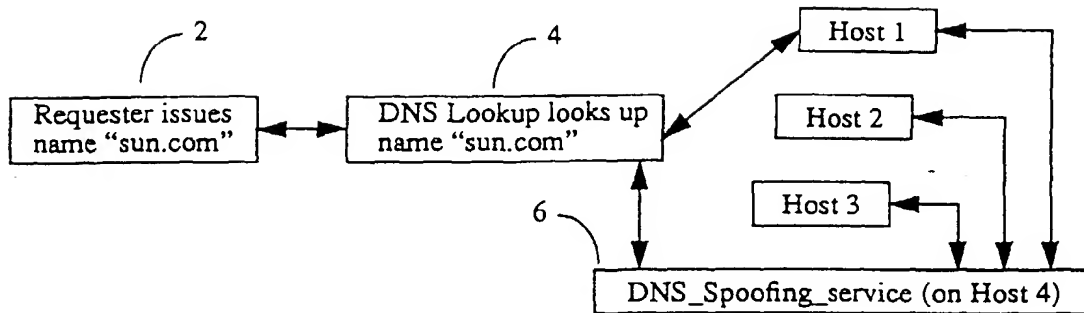 2
4
Host 1
Requester issues
name “sun.com”
DNS Lookup looks up
name “sun.com”
Host 2
Host 3
6
DNS_Spoofing_service (on Host 4)